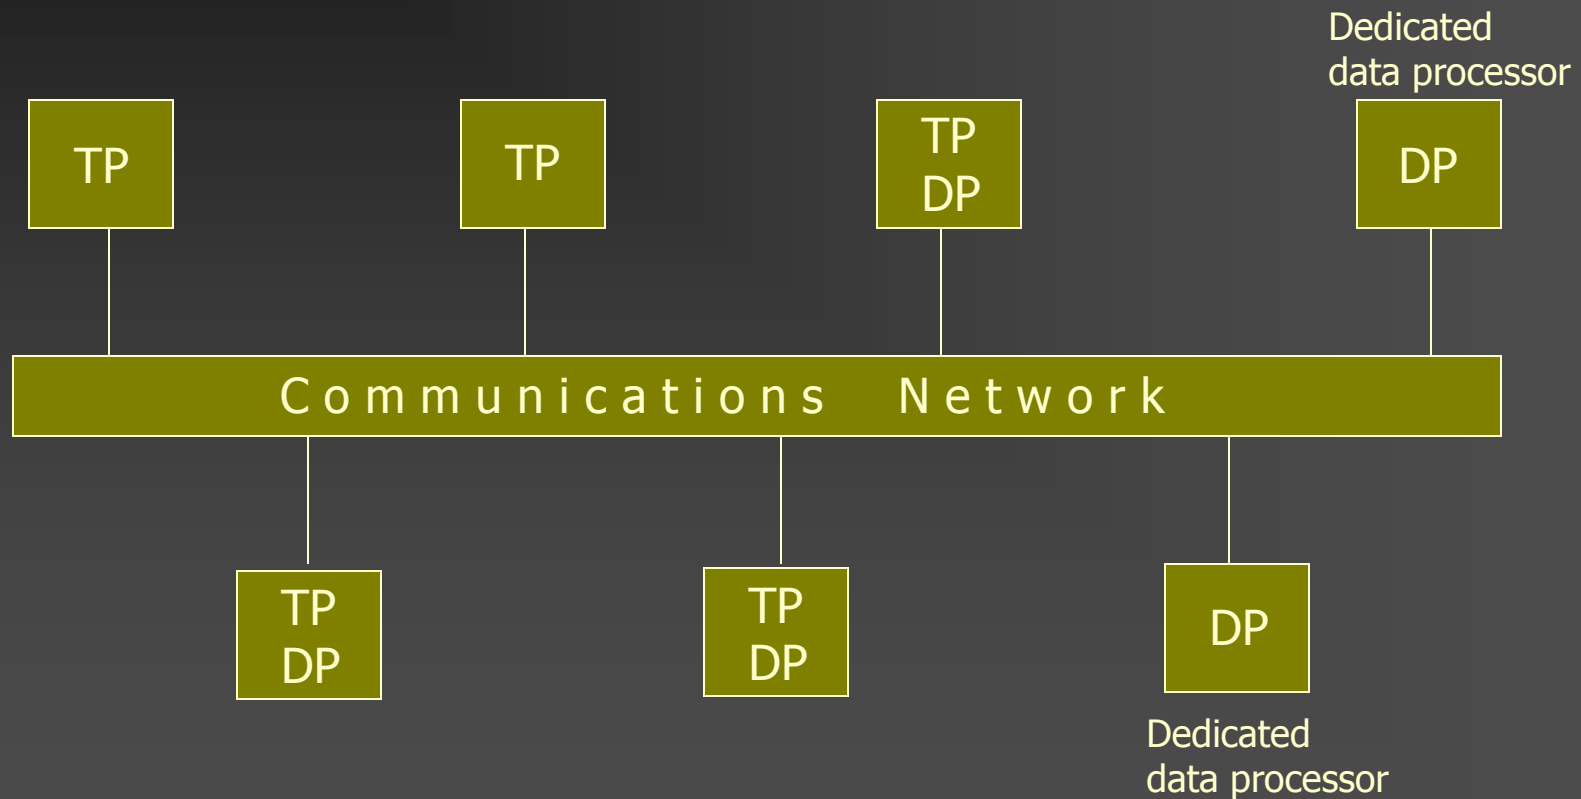 Dedicated
data processor
TP
TP
TP
DP
DP
Communications Network
TP
DP
TP
DP
DP
Dedicated
data processor